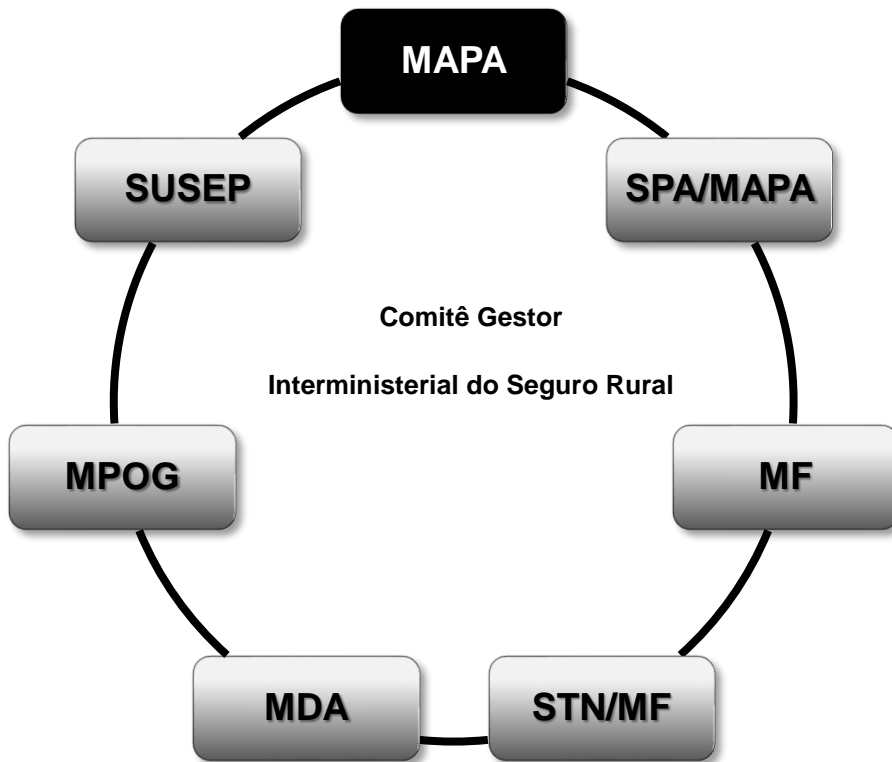 MAPA
SUSEP
SPA/MAPA
Comitê Gestor
Interministerial do Seguro Rural
MPOG
MF
MDA
STN/MF